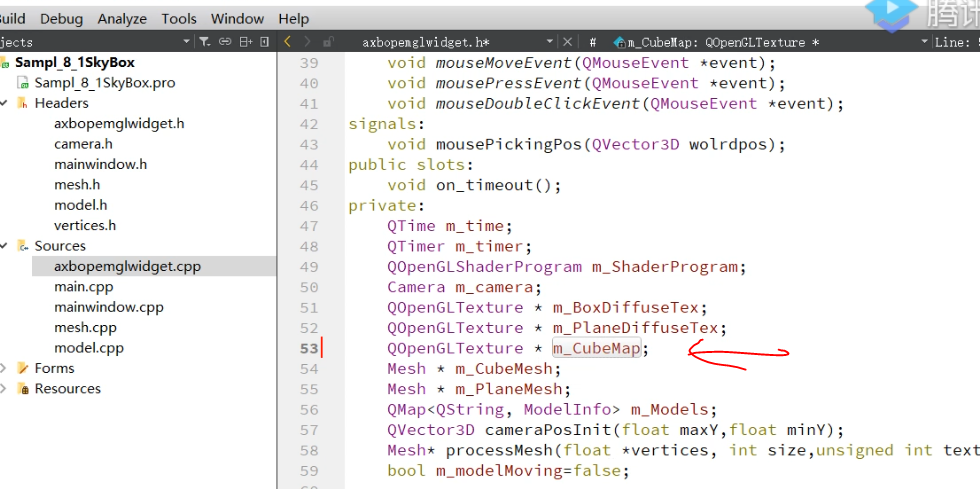 uild Debug Analyze Tools Window Help
腾讯
jects axbopemglwidget.h* # m_CubeMap: QOpenGLTexture * Line:
Sampl_8_1SkyBox
Sampl_8_1SkyBox.pro
Headers
axbopemglwidget.h
camera.h
mainwindow.h
mesh.h
model.h
vertices.h
Sources
axbopemglwidget.cpp
main.cpp
mainwindow.cpp
mesh.cpp
model.cpp
Forms
Resources
39 void mouseMoveEvent(QMouseEvent *event);
40 void mousePressEvent(QMouseEvent *event);
41 void mouseDoubleClickEvent(QMouseEvent *event);
42 signals:
43 void mousePickingPos(QVector3D wolrdpos);
44 public slots:
45 void on_timeout();
46 private:
47 QTime m_time;
48 QTimer m_timer;
49 QOpenGLShaderProgram m_ShaderProgram;
50 Camera m_camera;
51 QOpenGLTexture * m_BoxDiffuseTex;
52 QOpenGLTexture * m_PlaneDiffuseTex;
53 QOpenGLTexture * m_CubeMap;
54 Mesh * m_CubeMesh;
55 Mesh * m_PlaneMesh;
56 QMap<QString, ModelInfo> m_Models;
57 QVector3D cameraPosInit(float maxY,float minY);
58 Mesh* processMesh(float *vertices, int size,unsigned int text
59 bool m_modelMoving=false;